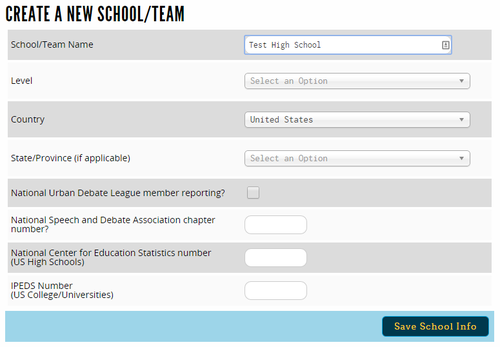 CREATE A NEW SCHOOL/TEAM
School/Team Name
Test High School
Level
Select an Option
Country
United States
State/Province (if applicable)
Select an Option
National Urban Debate League member reporting?
National Speech and Debate Association chapter
number?
National Center for Education Statistics number
(US High Schools)
IPEDS Number
(US College/Universities)
Save School Info